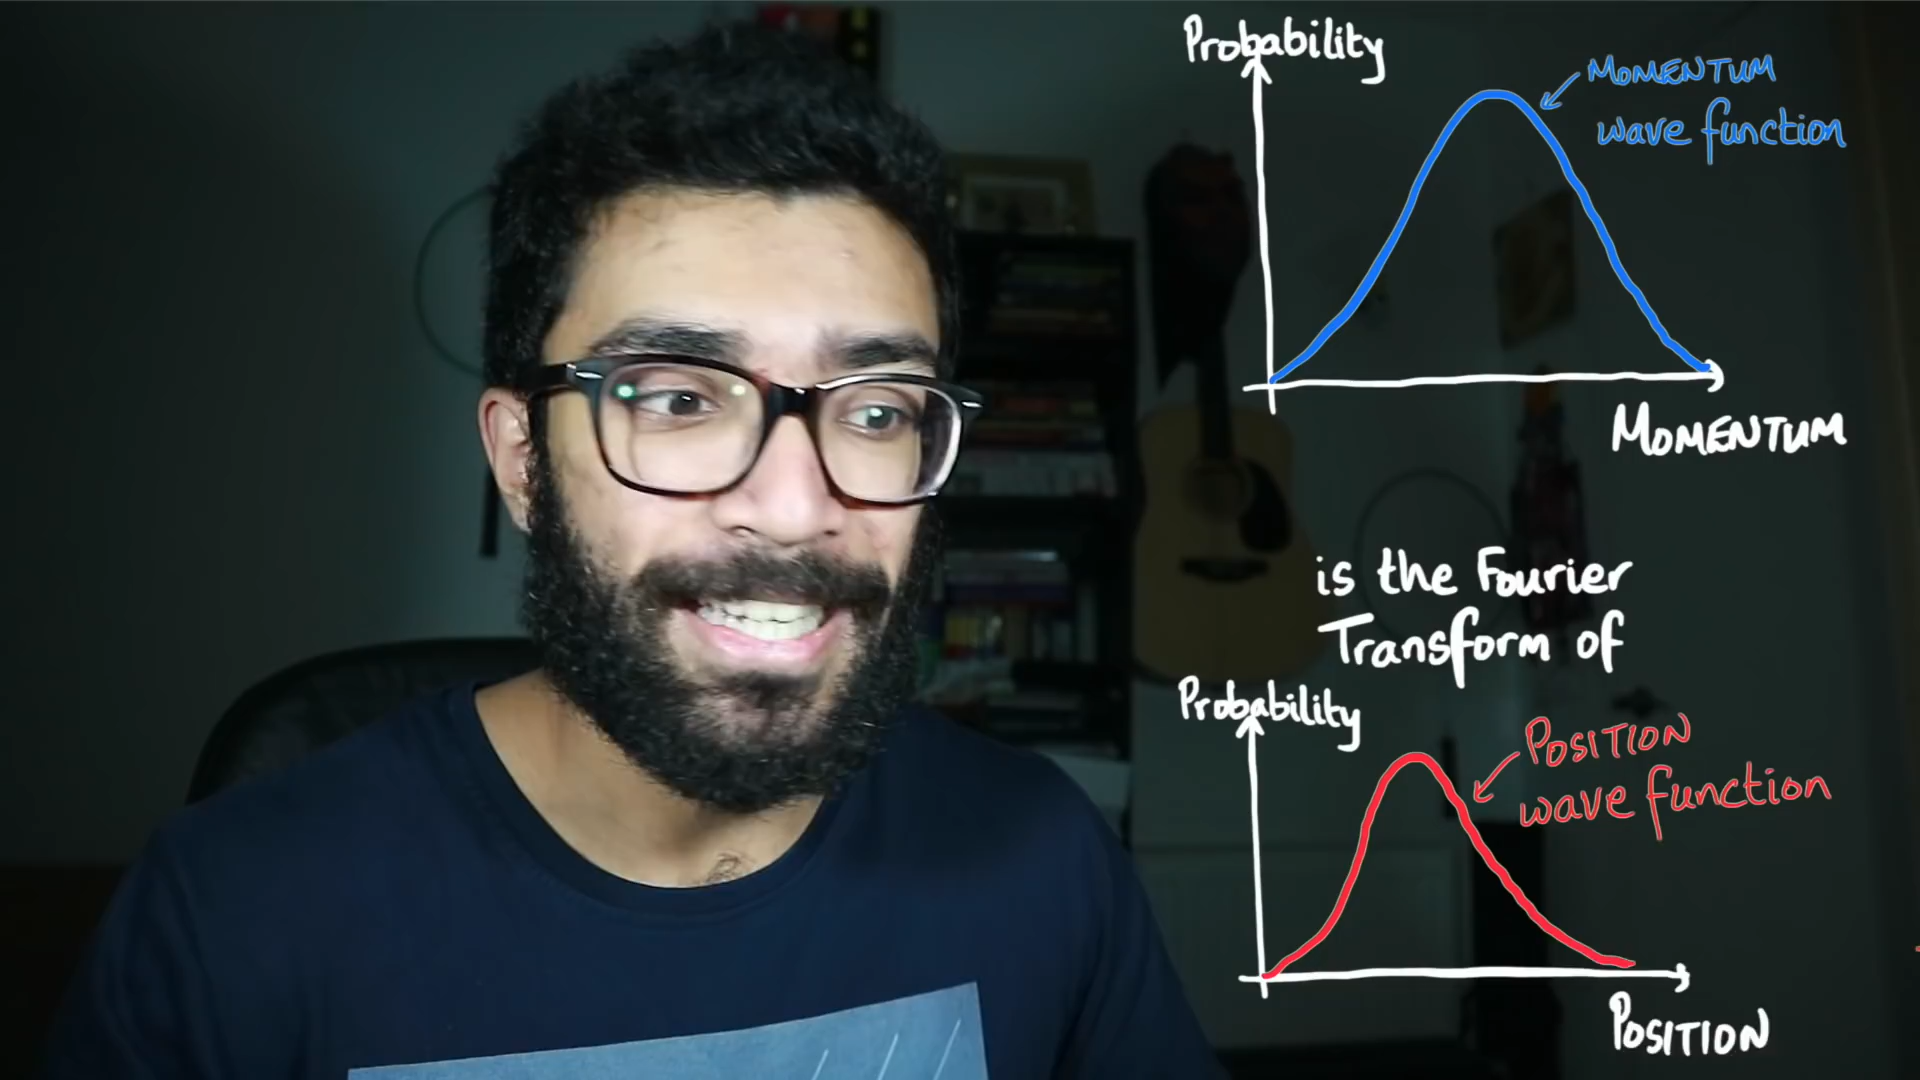 Probability
MOMENTUM
wave function
MOMENTUM
is the Fourier
Transform of
Probability
POSITION
wave function
POSITION